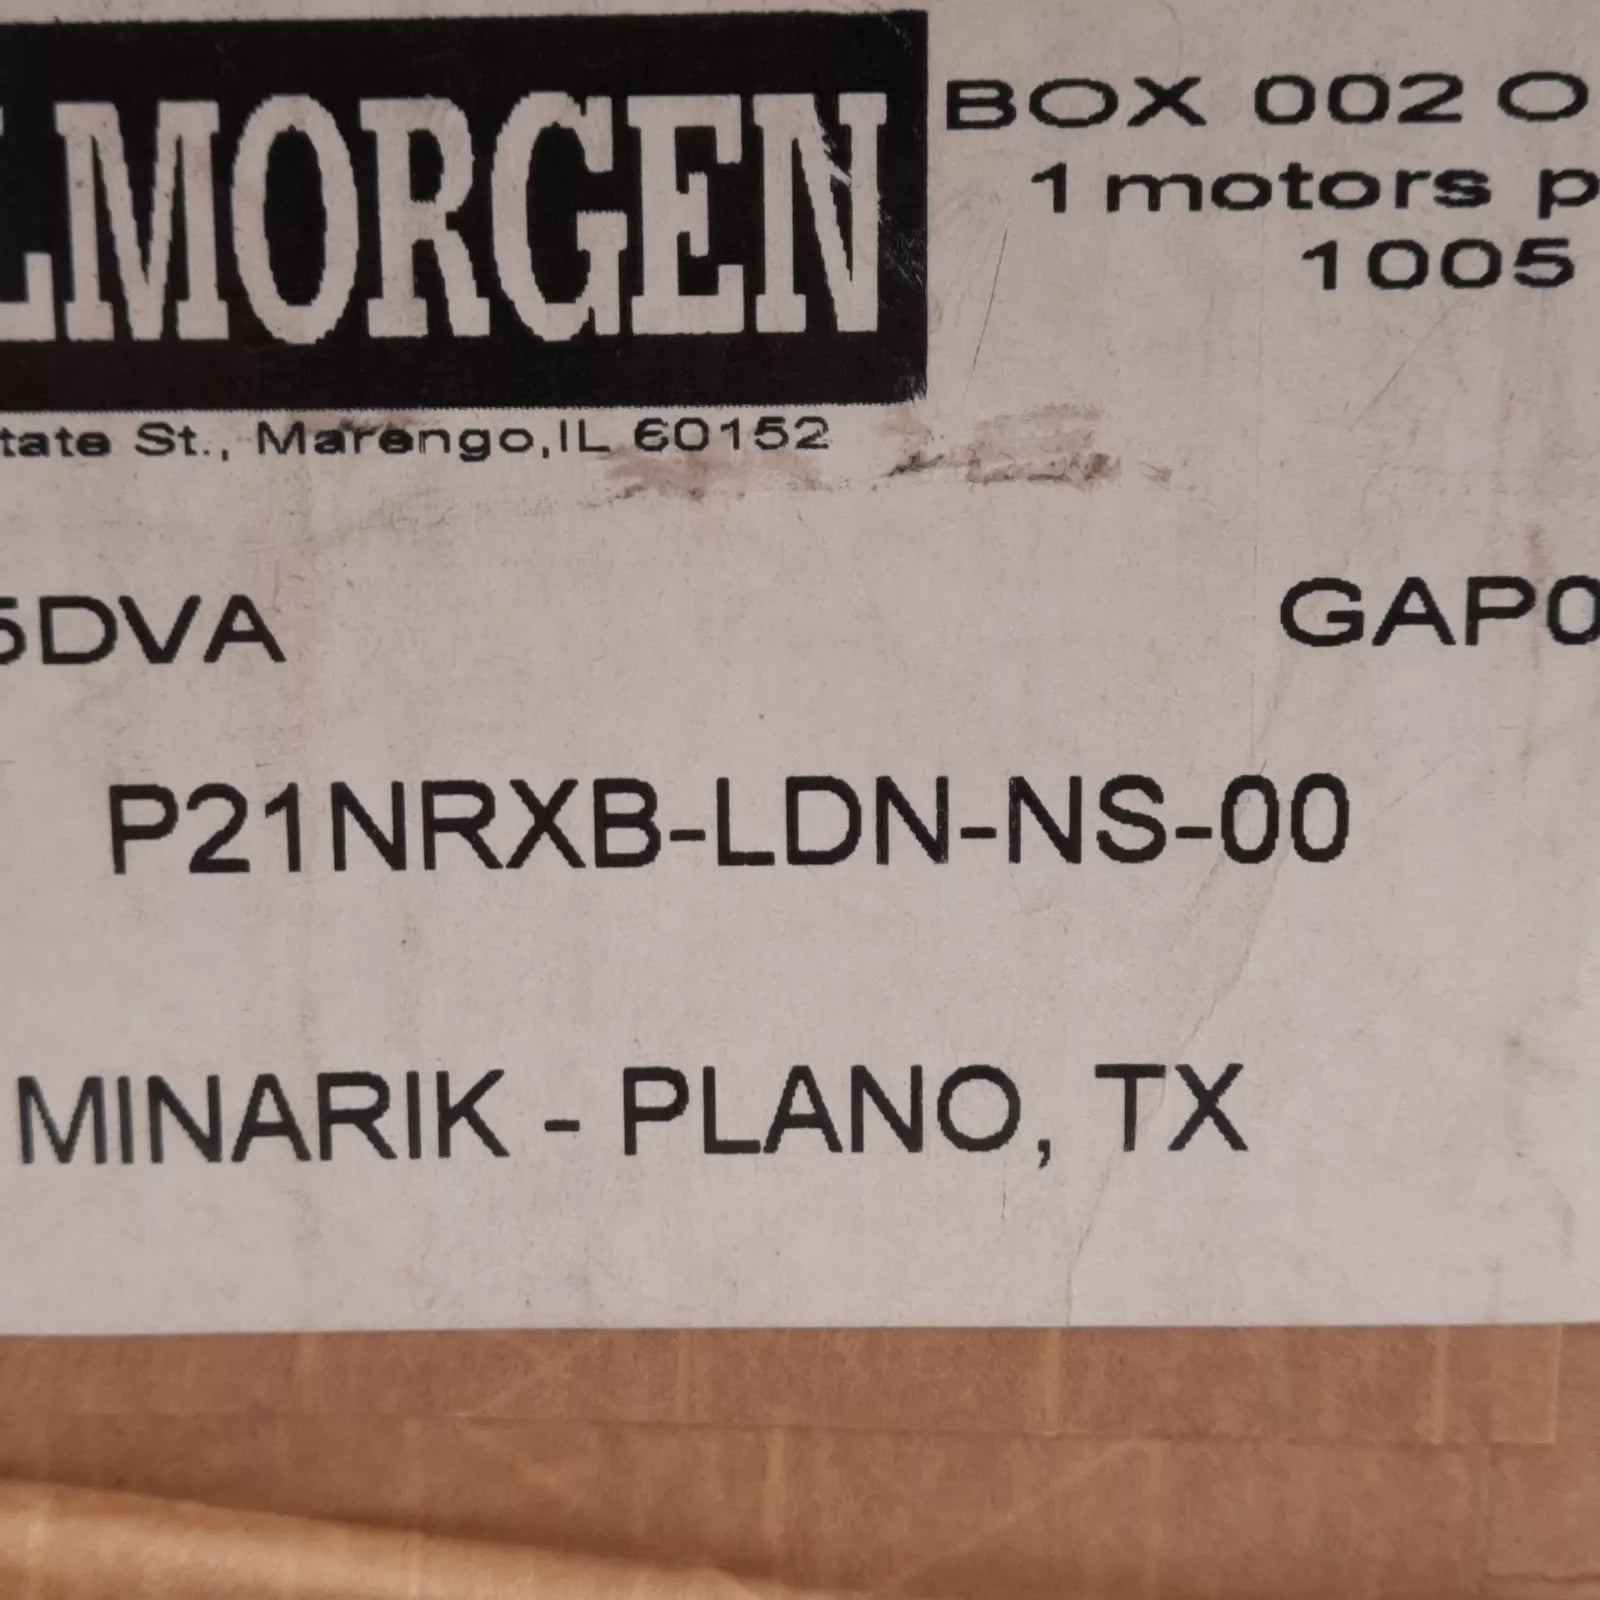 LMORGEN
BOX 002 O
1 motors p
1005
tate St., Marengo,IL 60152
5DVA
GAP0
P21NRXB-LDN-NS-00
MINARIK - PLANO, TX